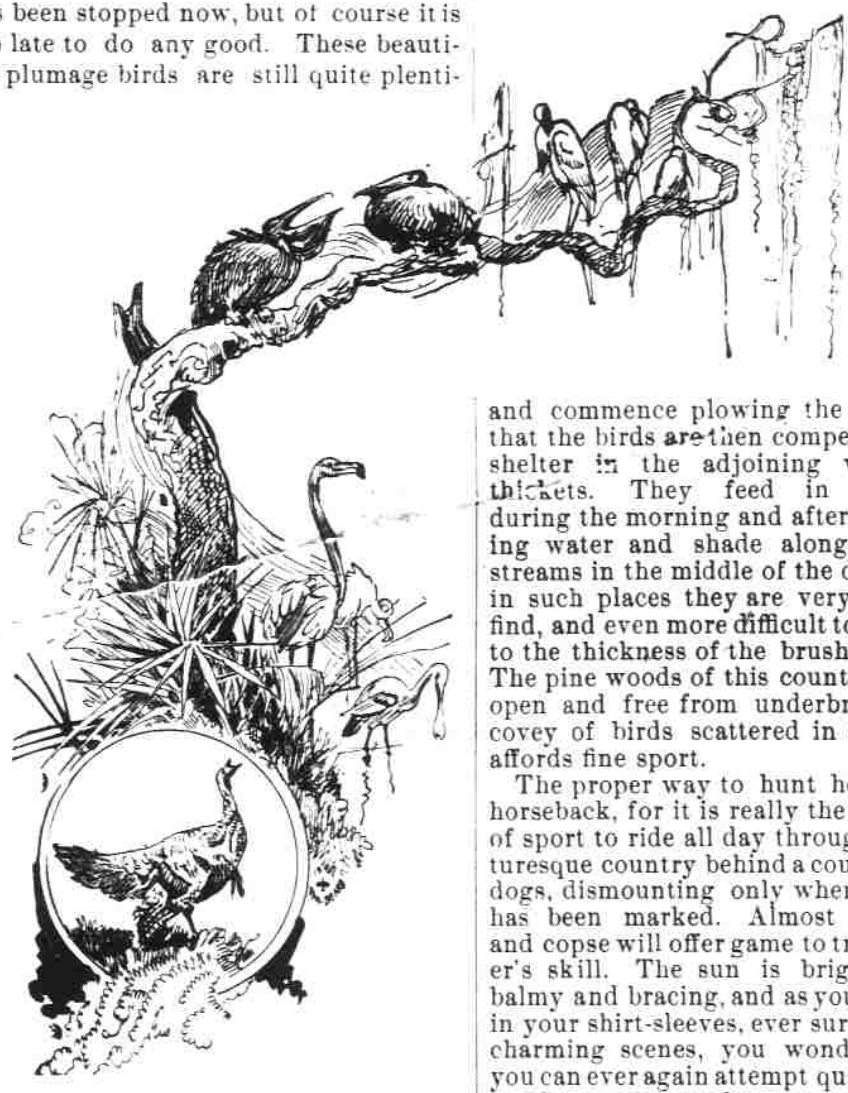 s been stopped now, but of course it is
late to do any good. These beauti-
plumage birds are still quite plenti-
and commence plowing the
that the birds are then compe
shelter in the adjoining
thickets. They feed in
during the morning and after
ing water and shade along
streams in the middle of the
in such places they are very
find, and even more difficult to
to the thickness of the brush
The pine woods of this count
open and free from underbr
covey of birds scattered in
affords fine sport.
The proper way to hunt he
horseback, for it is really the
of sport to ride all day throug
turesque country behind a cou
dogs, dismounting only when
has been marked. Almost
and copse will offer game to tr
er's skill. The sun is brig
balmy and bracing, and as you
in your shirt-sleeves, ever sur
charming scenes, you wond
you can ever again attempt qu